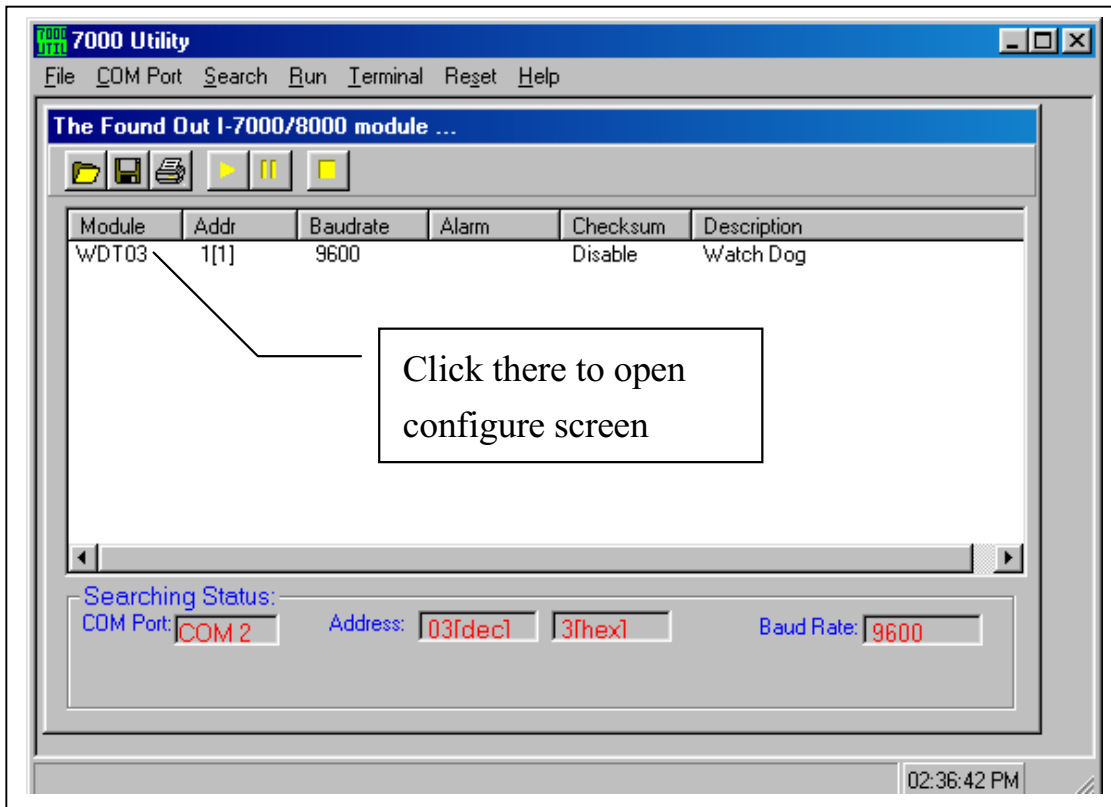 7000 UTIL 7000 Utility
File COM Port Search Run Terminal Reset Help
The Found Out I-7000/8000 module ...
Module Addr Baudrate Alarm Checksum Description
WDT03 1[1] 9600 Disable Watch Dog
Click there to open
configure screen
Searching Status:
COM Port: COM 2 Address: 03[dec] 3[hex] Baud Rate: 9600
02:36:42 PM